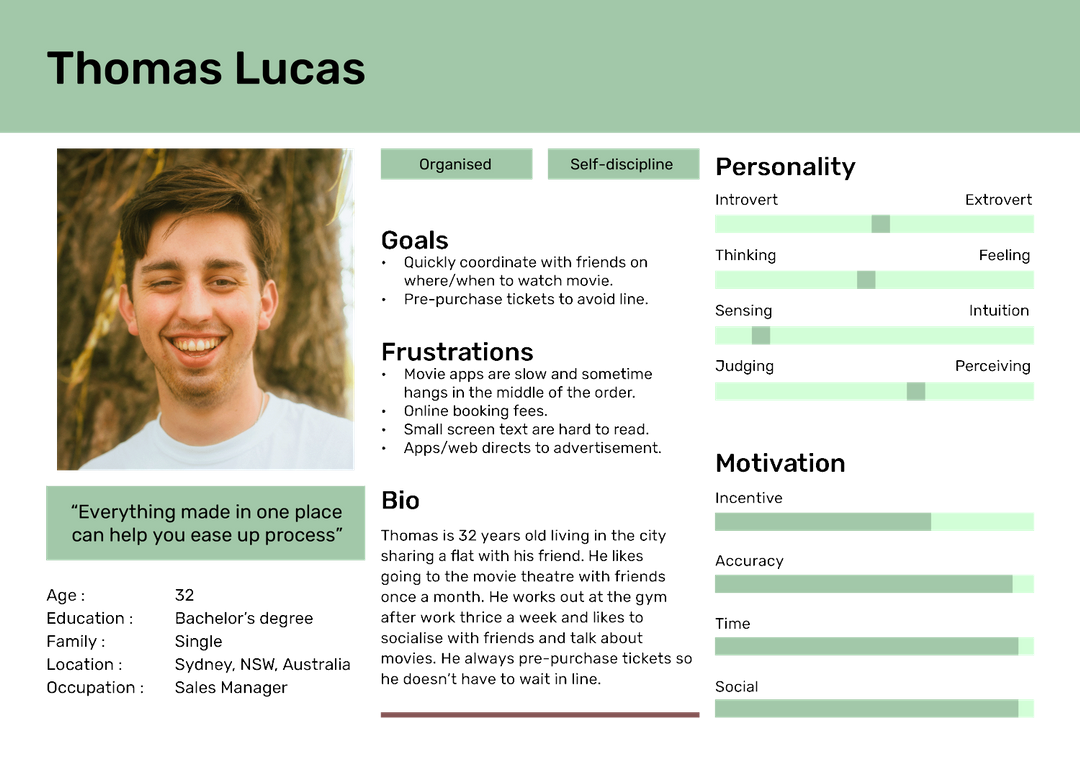 Thomas Lucas
“Everything made in one place
can help you ease up process”
Age : 32
Education : Bachelor’s degree
Family : Single
Location : Sydney, NSW, Australia
Occupation : Sales Manager
Organised
Self-discipline
Goals
• Quickly coordinate with friends on
where/when to watch movie.
• Pre-purchase tickets to avoid line.
Frustrations
• Movie apps are slow and sometime
hangs in the middle of the order.
• Online booking fees.
• Small screen text are hard to read.
• Apps/web directs to advertisement.
Bio
Thomas is 32 years old living in the city
sharing a flat with his friend. He likes
going to the movie theatre with friends
once a month. He works out at the gym
after work thrice a week and likes to
socialise with friends and talk about
movies. He always pre-purchase tickets so
he doesn’t have to wait in line.
Personality
Introvert Extrovert
Thinking Feeling
Sensing Intuition
Judging Perceiving
Motivation
Incentive
Accuracy
Time
Social